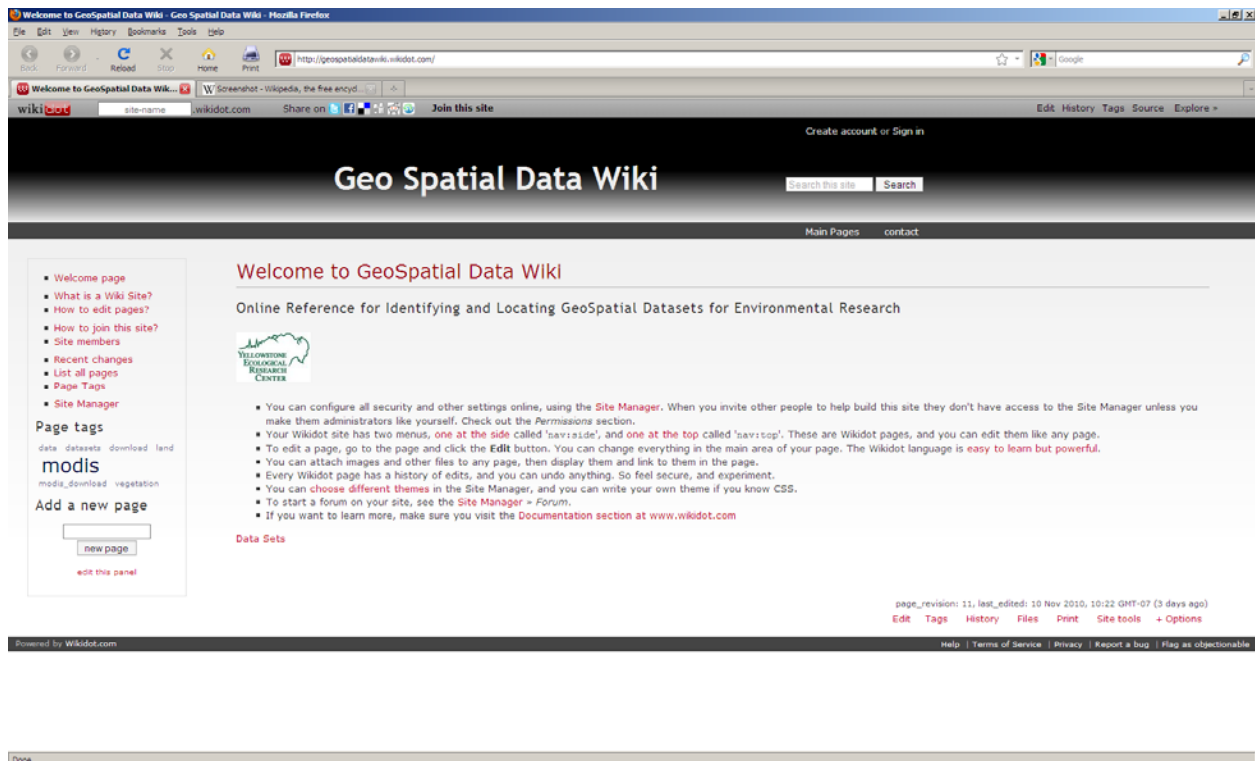 Welcome to GeoSpatial Data Wiki - Geo Spatial Data Wiki - Mozilla Firefox
File Edit View History Bookmarks Tools Help
Back Forward Reload Stop Home Print http://geospatialdatawiki.wikidot.com/ Google
Welcome to GeoSpatial Data Wik... Screenshot - Wikipedia, the free encyd...
wikidot site-name .wikidot.com Share on Join this site Edit History Tags Source Explore »
Create account or Sign in
Geo Spatial Data Wiki
Search this site Search
Main Pages contact
Welcome page
What is a Wiki Site?
How to edit pages?
How to join this site?
Site members
Recent changes
List all pages
Page Tags
Site Manager
Page tags
data datasets download land
modis
modis_download vegetation
Add a new page
new page
edit this panel
Welcome to GeoSpatial Data Wiki
Online Reference for Identifying and Locating GeoSpatial Datasets for Environmental Research
YELLOWSTONE
ECOLOGICAL
RESEARCH
CENTER
You can configure all security and other settings online, using the Site Manager. When you invite other people to help build this site they don't have access to the Site Manager unless you
make them administrators like yourself. Check out the Permissions section.
Your Wikidot site has two menus, one at the side called 'nav:side', and one at the top called 'nav:top'. These are Wikidot pages, and you can edit them like any page.
To edit a page, go to the page and click the Edit button. You can change everything in the main area of your page. The Wikidot language is easy to learn but powerful.
You can attach images and other files to any page, then display them and link to them in the page.
Every Wikidot page has a history of edits, and you can undo anything. So feel secure, and experiment.
You can choose different themes in the Site Manager, and you can write your own theme if you know CSS.
To start a forum on your site, see the Site Manager » Forum.
If you want to learn more, make sure you visit the Documentation section at www.wikidot.com
Data Sets
page_revision: 11, last_edited: 10 Nov 2010, 10:22 GMT-07 (3 days ago)
Edit Tags History Files Print Site tools + Options
Powered by Wikidot.com Help | Terms of Service | Privacy | Report a bug | Flag as objectionable
Done